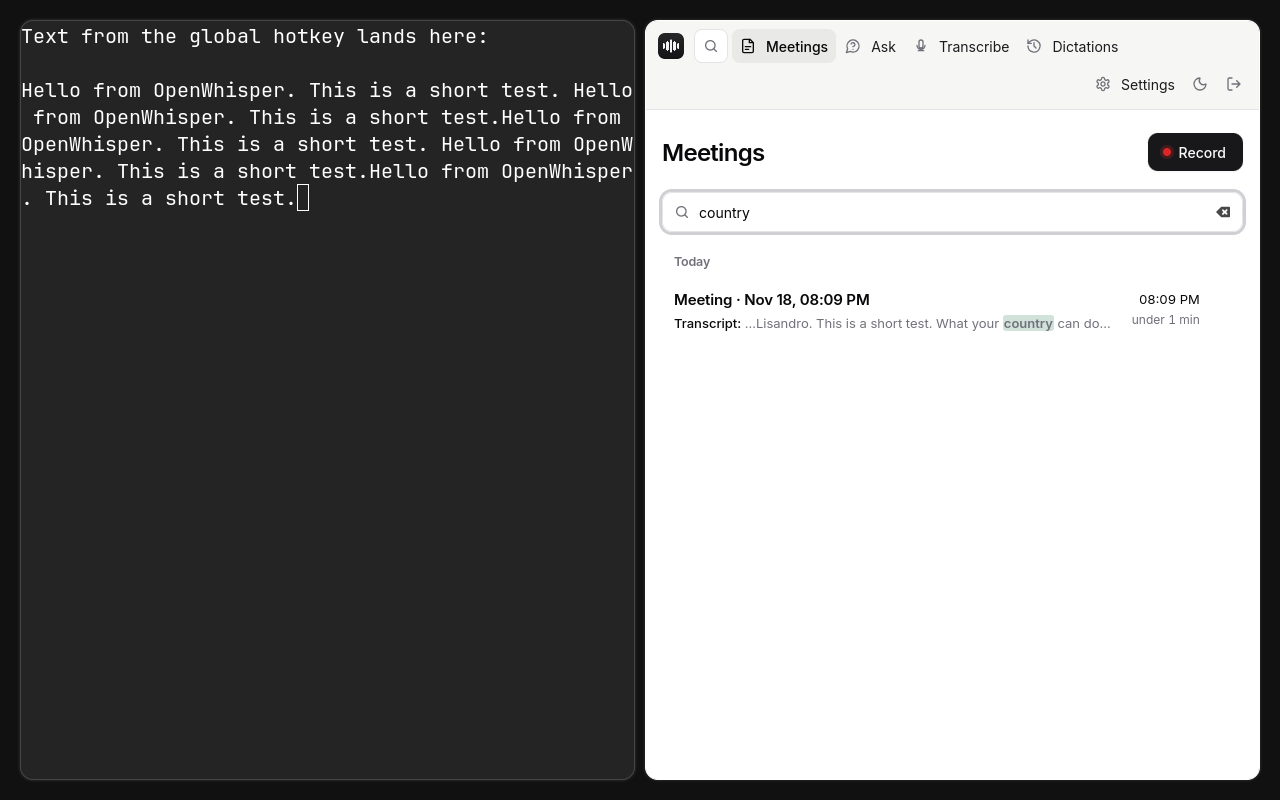 Text from the global hotkey lands here:
Hello from OpenWhisper. This is a short test. Hello
from OpenWhisper. This is a short test.Hello from
OpenWhisper. This is a short test. Hello from OpenW
hisper. This is a short test.Hello from OpenWhisper
. This is a short test.
Meetings Ask Transcribe Dictations
Settings
Meetings
Record
country
Today
Meeting · Nov 18, 08:09 PM
08:09 PM
Transcript: ...Lisandro. This is a short test. What your country can do...
under 1 min